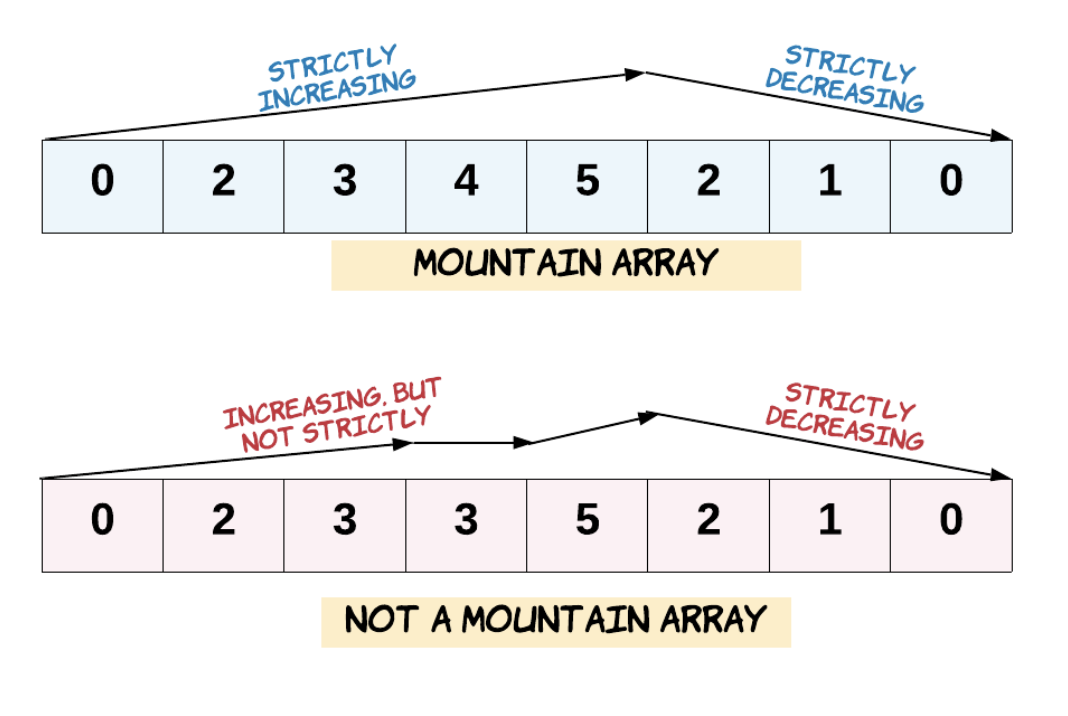 STRICTLY
INCREASING
STRICTLY
DECREASING
0 2 3 4 5 2 1 0
MOUNTAIN ARRAY
INCREASING. BUT
NOT STRICTLY
STRICTLY
DECREASING
0 2 3 3 5 2 1 0
NOT A MOUNTAIN ARRAY